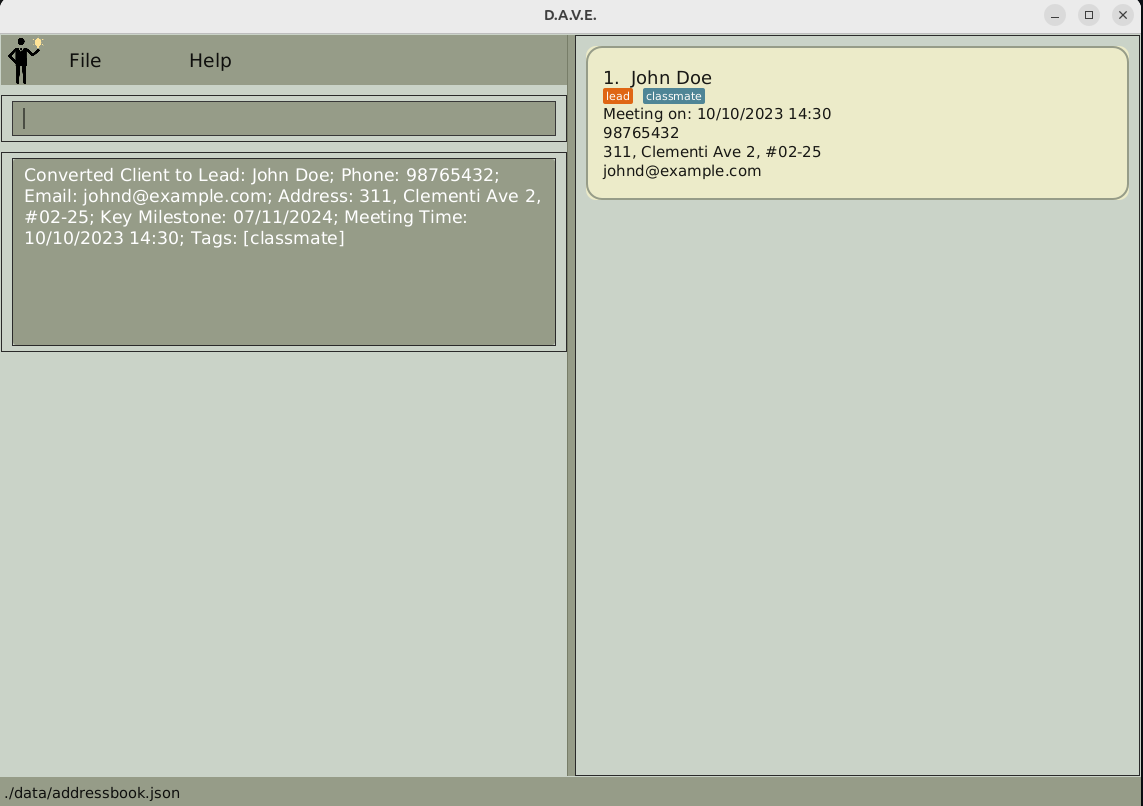 D.A.V.E.
File Help
Converted Client to Lead: John Doe; Phone: 98765432;
Email: johnd@example.com; Address: 311, Clementi Ave 2,
#02-25; Key Milestone: 07/11/2024; Meeting Time:
10/10/2023 14:30; Tags: [classmate]
1. John Doe
lead classmate
Meeting on: 10/10/2023 14:30
98765432
311, Clementi Ave 2, #02-25
johnd@example.com
./data/addressbook.json